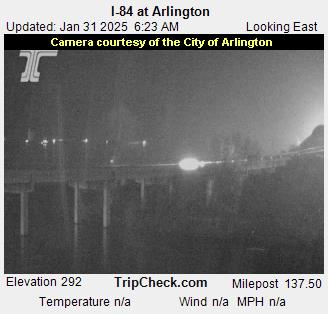 I-84 at Arlington
Updated: Jan 31 2025 6:23 AM Looking East
Camera courtesy of the City of Arlington
Elevation 292 TripCheck.com Milepost 137.50
Temperature n/a Wind n/a MPH n/a